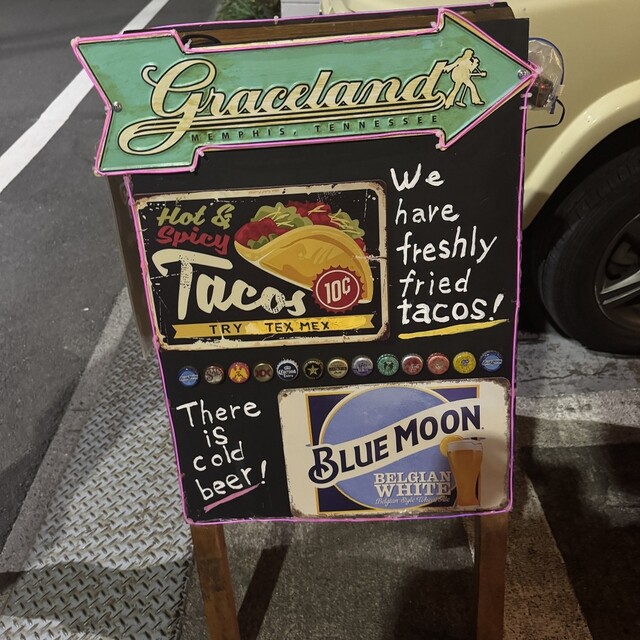 Graceland
MEMPHIS, TENNESSEE
We
have
freshly
fried
tacos!
Hot &
Spicy
Tacos
10¢
TRY TEX MEX
There
is
cold
beer!
BLUE MOON
BELGIAN
WHITE